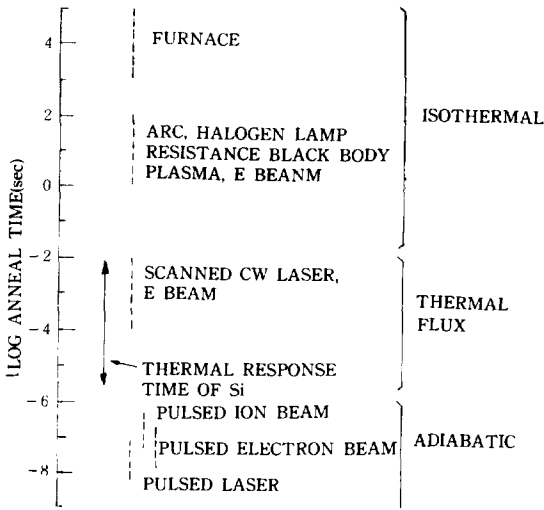 LOG ANNEAL TIME(sec)
4
2
0
-2
-4
-6
-8
FURNACE
ARC, HALOGEN LAMP
RESISTANCE BLACK BODY
PLASMA, E BEANM
SCANNED CW LASER,
E BEAM
THERMAL RESPONSE
TIME OF Si
PULSED ION BEAM
PULSED ELECTRON BEAM
PULSED LASER
ISOTHERMAL
THERMAL
FLUX
ADIABATIC